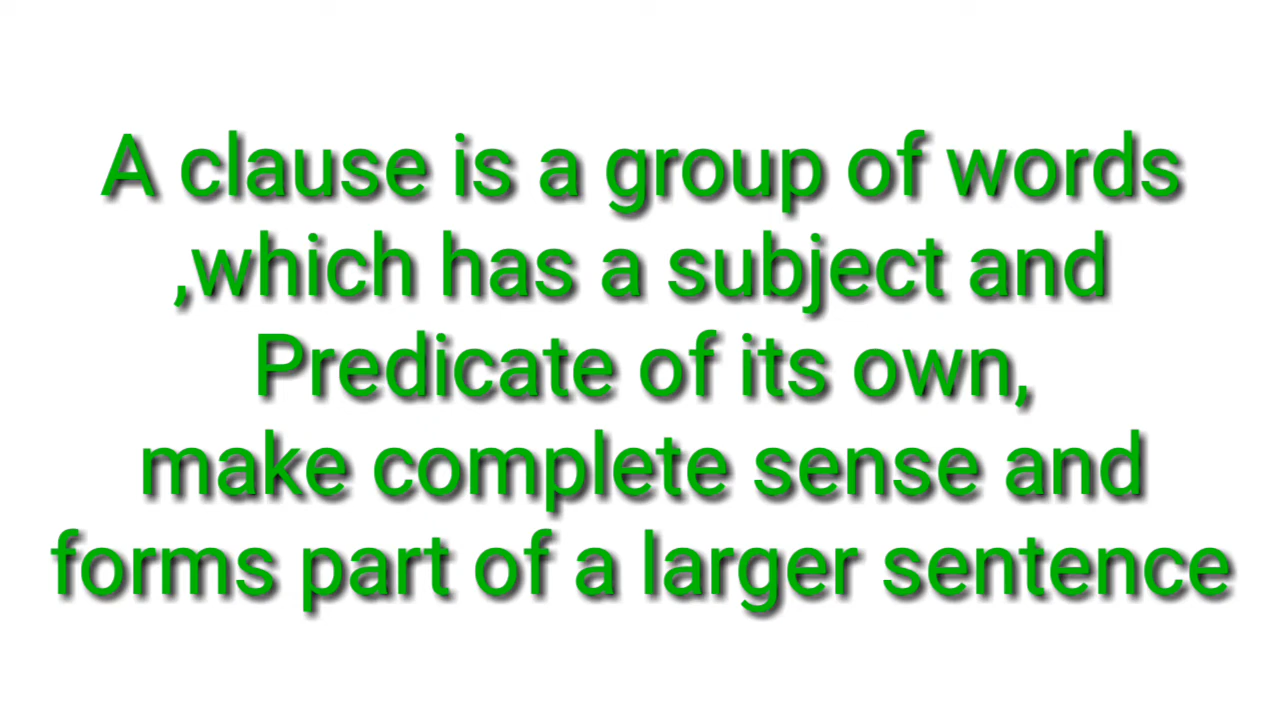 A clause is a group of words
,which has a subject and
Predicate of its own,
make complete sense and
forms part of a larger sentence